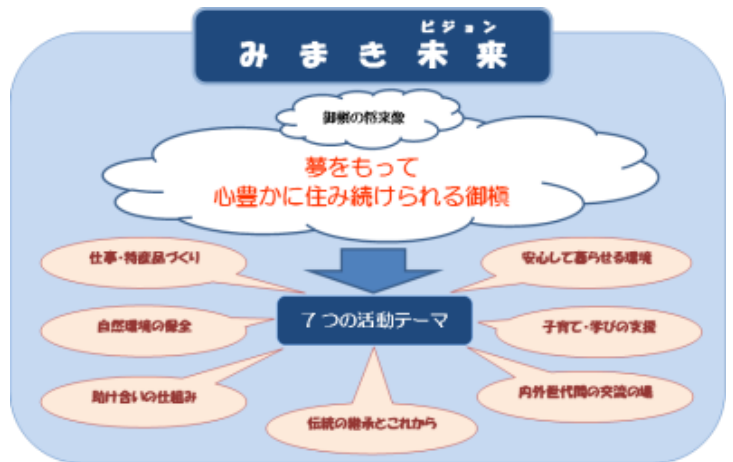 ビジョン
みまき未来
御槇の将来像
夢をもって
心豊かに住み続けられる御槇
仕事・特産品づくり
安心して暮らせる環境
7つの活動テーマ
自然環境の保全
子育て・学びの支援
助け合いの仕組み
内外世代間の交流の場
伝統の継承とこれから